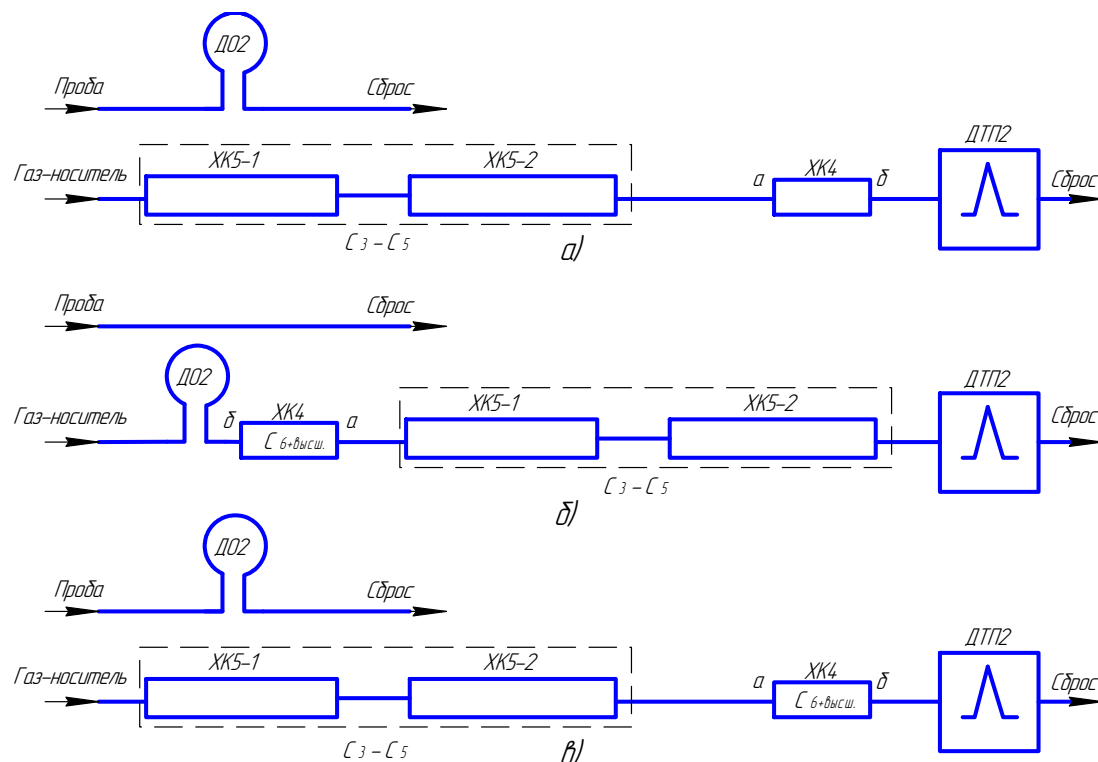 ДО2
Проба
Сброс
ДТП2
ХК5-1
ХК5-2
ХК4
Газ-носитель
а
б
Сброс
С 3 – С 5
а)
Проба
Сброс
ДО2
ДТП2
ХК5-1
ХК5-2
Газ-носитель
б
ХК4
а
Сброс
С 6+высш.
С 3 – С 5
б)
ДО2
Проба
Сброс
ДТП2
ХК5-1
ХК5-2
ХК4
Газ-носитель
а
б
Сброс
С 6+высш.
С 3 – С 5
в)